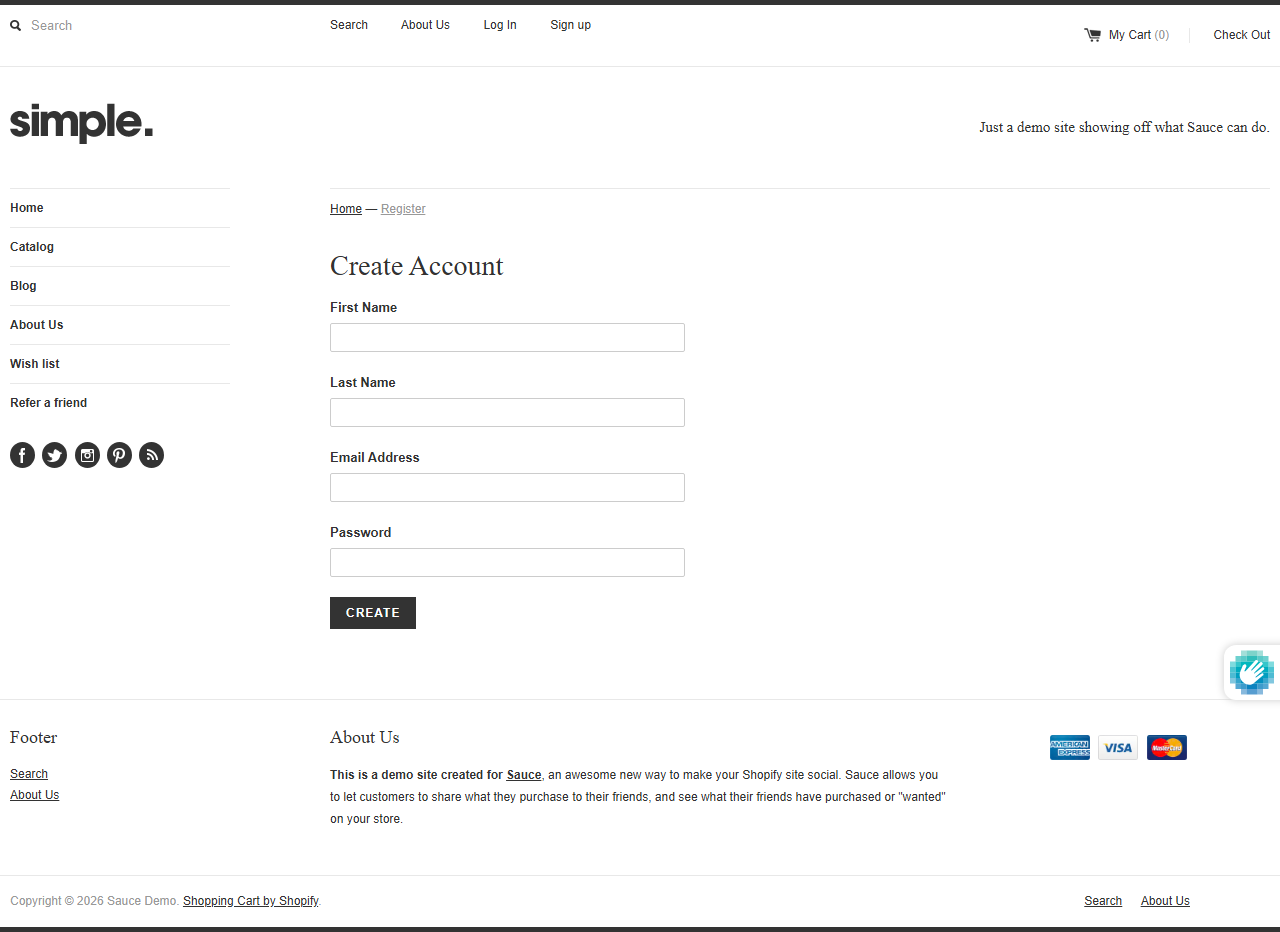 Search
Search About Us Log In Sign up
My Cart (0) Check Out
simple.
Just a demo site showing off what Sauce can do.
Home
Catalog
Blog
About Us
Wish list
Refer a friend
Home — Register
Create Account
First Name
Last Name
Email Address
Password
CREATE
Footer
Search
About Us
About Us
This is a demo site created for Sauce, an awesome new way to make your Shopify site social. Sauce allows you
to let customers to share what they purchase to their friends, and see what their friends have purchased or "wanted"
on your store.
AMERICAN EXPRESS
VISA
MasterCard
Copyright © 2026 Sauce Demo. Shopping Cart by Shopify.
Search About Us